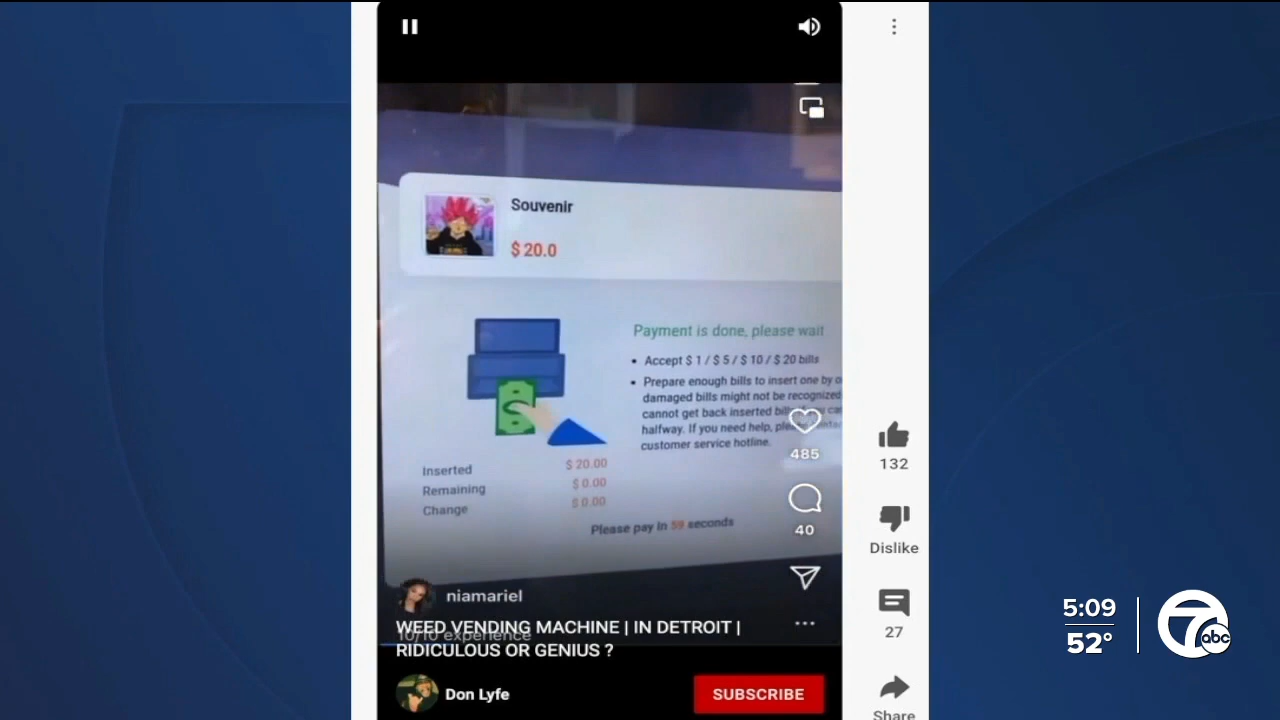 Souvenir
$ 20.0
Payment is done, please wait
• Accept $ 1 / $ 5 / $ 10 / $ 20 bills
• Prepare enough bills to insert one by
damaged bills might not be recognized
cannot get back inserted
halfway. If you need help,
customer service hotline.
Inserted $ 20.00
Remaining $ 0.00
Change $ 0.00
Please pay in 59 seconds
485
40
niamariel
10/10 experience
WEED VENDING MACHINE | IN DETROIT |
RIDICULOUS OR GENIUS ?
Don Lyfe
SUBSCRIBE
132
Dislike
27
Share
5:09
52°
7
abc